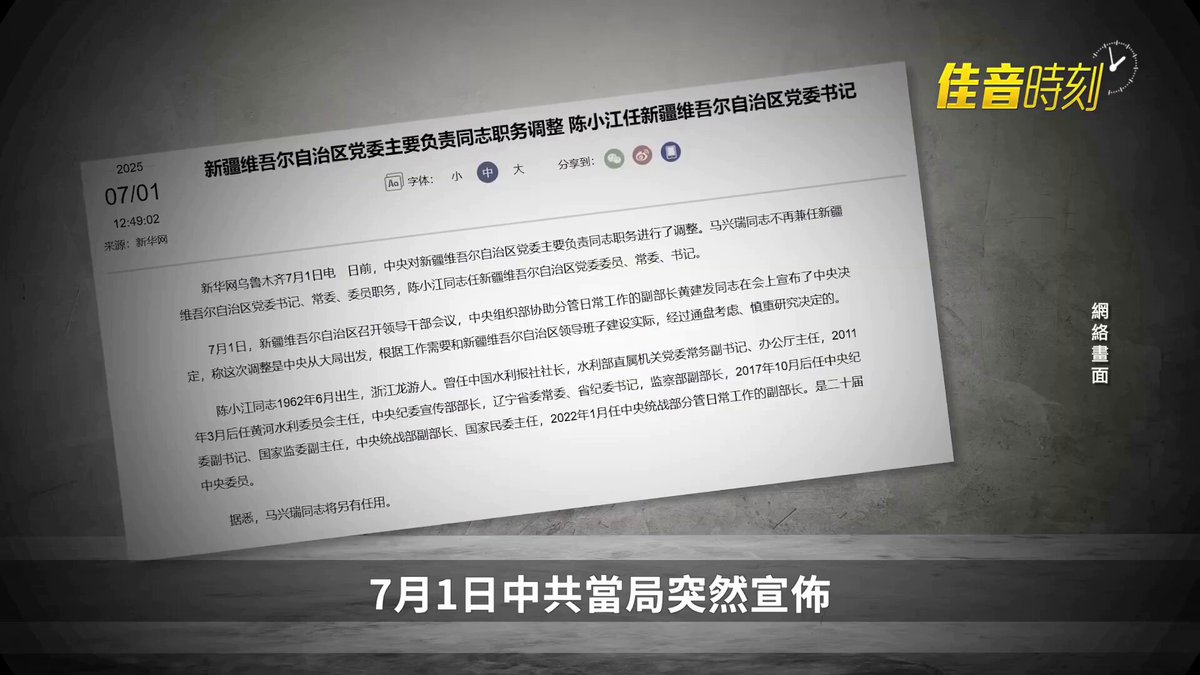 佳音時刻
2025
07/01
12:49:02
来源：新华网
新疆维吾尔自治区党委主要负责同志职务调整 陈小江任新疆维吾尔自治区党委书记
Aa 字体： 小 中 大 分享到：
新华网乌鲁木齐7月1日电 日前，中央对新疆维吾尔自治区党委主要负责同志职务进行了调整。马兴瑞同志不再兼任新疆
维吾尔自治区党委书记、常委、委员职务，陈小江同志任新疆维吾尔自治区党委委员、常委、书记。
7月1日，新疆维吾尔自治区召开领导干部会议，中央组织部协助分管日常工作的副部长黄建发同志在会上宣布了中央决
定，称这次调整是中央从大局出发，根据工作需要和新疆维吾尔自治区领导班子建设实际，经过通盘考虑、慎重研究决定的。
陈小江同志1962年6月出生，浙江龙游人。曾任中国水利报社社长，水利部直属机关党委常务副书记、办公厅主任，2011
年3月后任黄河水利委员会主任，中央纪委宣传部部长，辽宁省委常委、省纪委书记，监察部副部长，2017年10月后任中央纪
委副书记、国家监委副主任，中央统战部副部长、国家民委主任，2022年1月任中央统战部分管日常工作的副部长。是二十届
中央委员。
据悉，马兴瑞同志将另有任用。
網絡畫面
7月1日中共當局突然宣佈